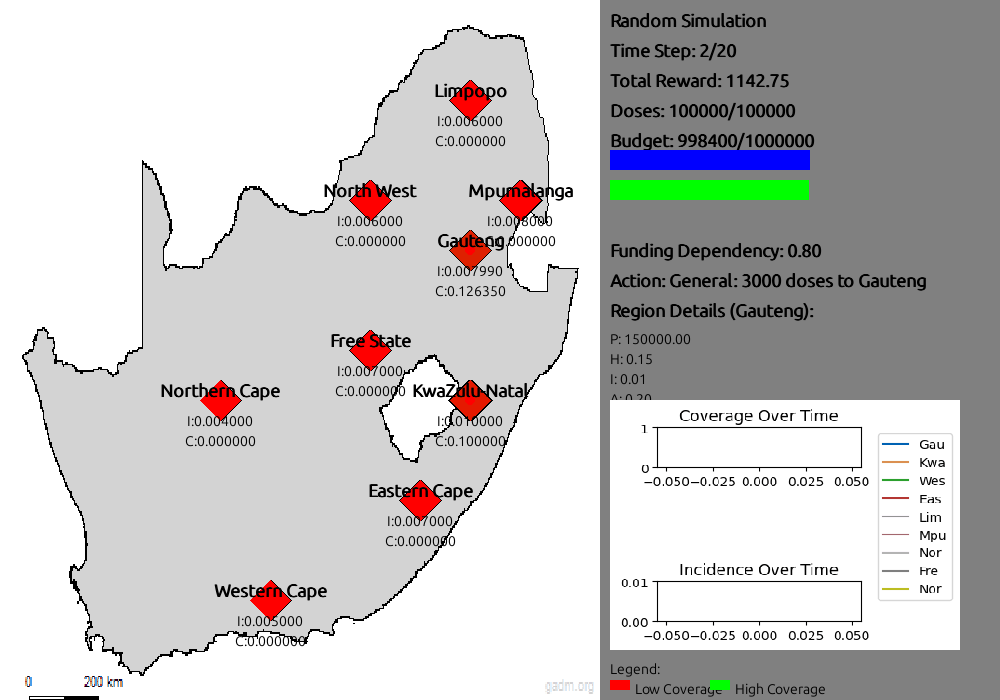 Limpopo
I:0.006000
C:0.000000
North West
I:0.006000
C:0.000000
Mpumalanga
I:0.008000
C:0.000000
Gauteng
I:0.007990
C:0.126350
Free State
I:0.007000
C:0.000000
Northern Cape
I:0.004000
C:0.000000
KwaZulu-Natal
I:0.010000
C:0.100000
Eastern Cape
I:0.007000
C:0.000000
Western Cape
I:0.005000
C:0.000000
0 200 km
gadm.org
Random Simulation
Time Step: 2/20
Total Reward: 1142.75
Doses: 100000/100000
Budget: 998400/1000000
Funding Dependency: 0.80
Action: General: 3000 doses to Gauteng
Region Details (Gauteng):
P: 150000.00
H: 0.15
I: 0.01
A: 0.20
Coverage Over Time
1
0
−0.050 −0.025 0.000 0.025 0.050
Incidence Over Time
0.01
0.00
−0.050 −0.025 0.000 0.025 0.050
Gau
Kwa
Wes
Eas
Lim
Mpu
Nor
Fre
Nor
Legend:
Low Coverage
High Coverage